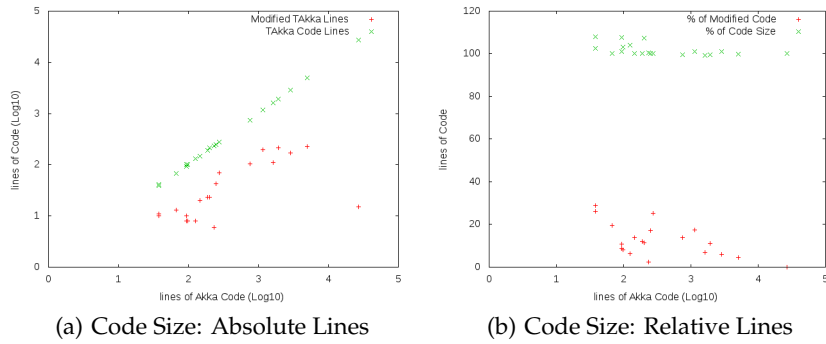 Modified TAkka Lines
TAkka Code Lines
lines of Code (Log10)
5
4
3
2
1
0
0 1 2 3 4 5
lines of Akka Code (Log10)
(a) Code Size: Absolute Lines
% of Modified Code
% of Code Size
lines of Code
120
100
80
60
40
20
0
0 1 2 3 4 5
lines of Akka Code (Log10)
(b) Code Size: Relative Lines